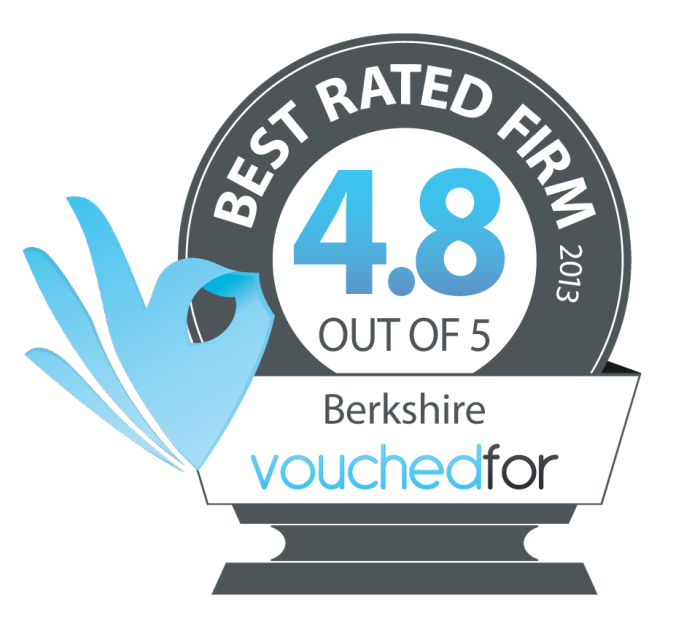 BEST RATED FIRM 2013
4.8
OUT OF 5
Berkshire
vouchedfor